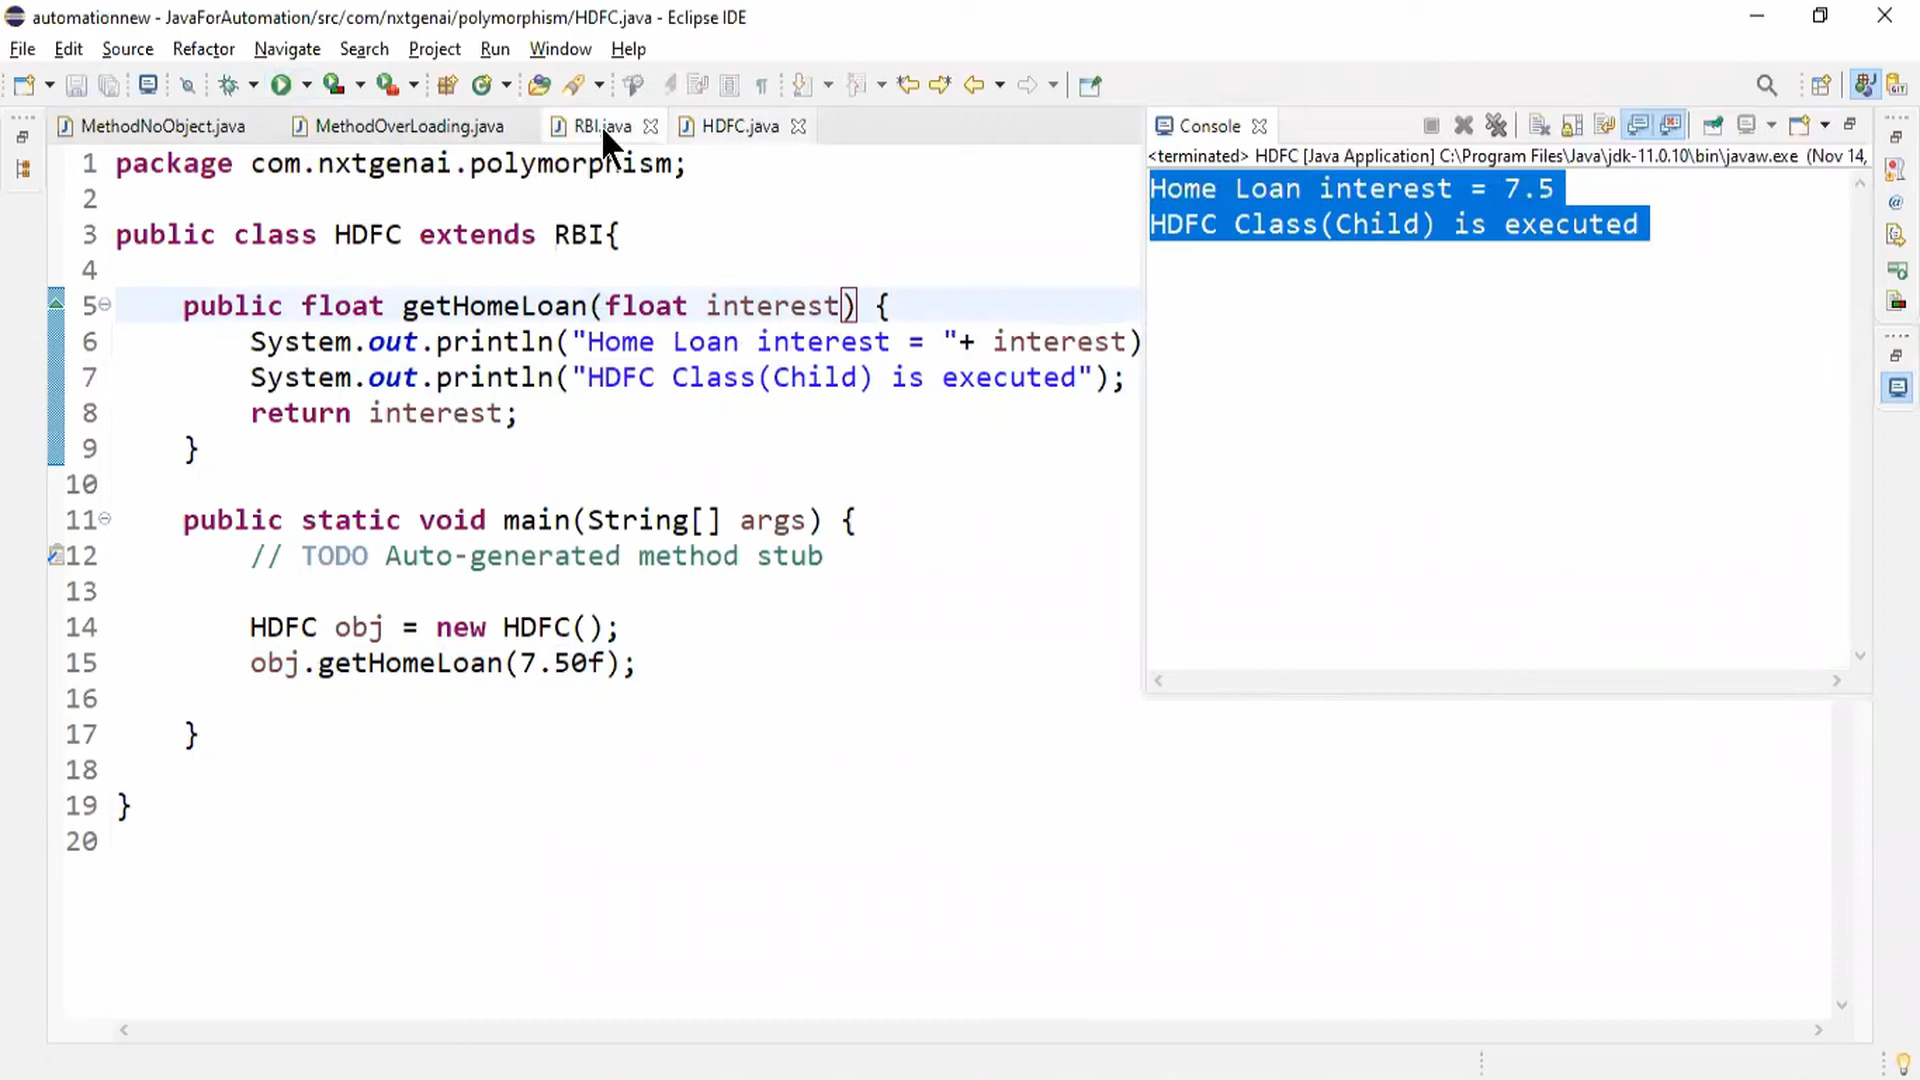 automationnew - JavaForAutomation/src/com/nxtgenai/polymorphism/HDFC.java - Eclipse IDE
File Edit Source Refactor Navigate Search Project Run Window Help
MethodNoObject.java MethodOverLoading.java RBI.java HDFC.java
1 package com.nxtgenai.polymorphism;
2
3 public class HDFC extends RBI{
4
5 public float getHomeLoan(float interest) {
6 System.out.println("Home Loan interest = "+ interest)
7 System.out.println("HDFC Class(Child) is executed");
8 return interest;
9 }
10
11 public static void main(String[] args) {
12 // TODO Auto-generated method stub
13
14 HDFC obj = new HDFC();
15 obj.getHomeLoan(7.50f);
16
17 }
18
19 }
20
Console
<terminated> HDFC [Java Application] C:\Program Files\Java\jdk-11.0.10\bin\javaw.exe (Nov 14,
Home Loan interest = 7.5
HDFC Class(Child) is executed